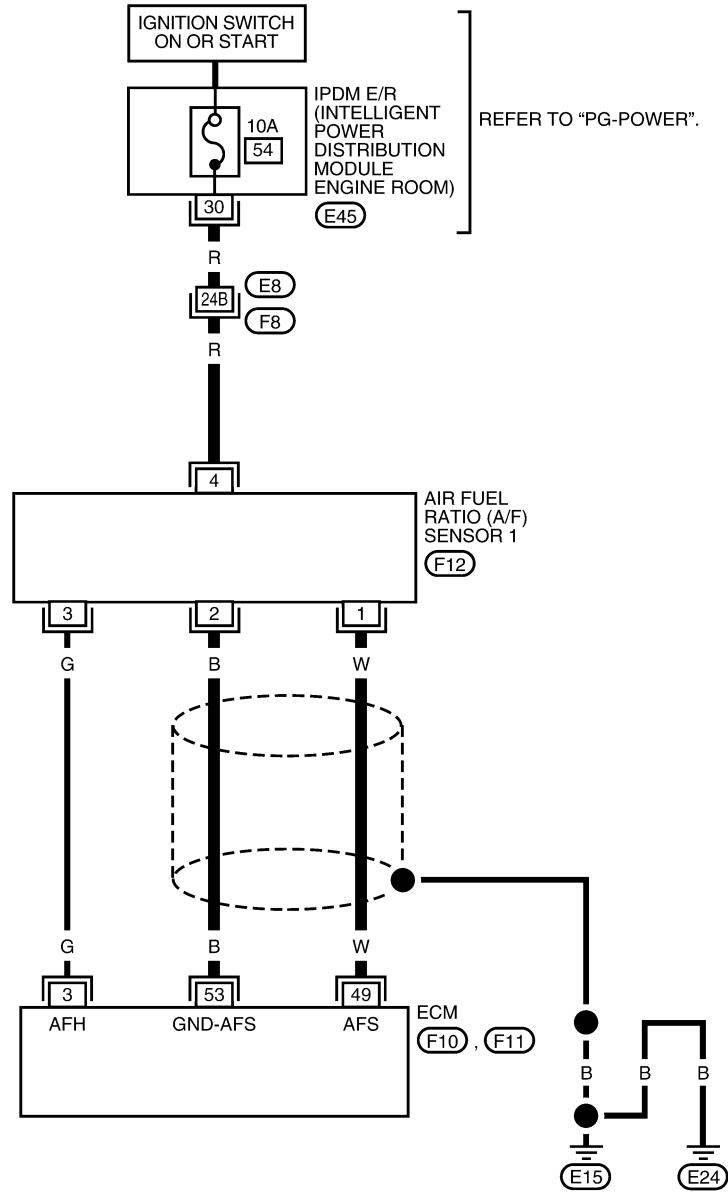 IGNITION SWITCH
ON OR START
IPDM E/R
(INTELLIGENT
POWER
DISTRIBUTION
MODULE
ENGINE ROOM)
10A
54
REFER TO “PG-POWER”.
30
E45
R
24B
E8
F8
R
4
AIR FUEL
RATIO (A/F)
SENSOR 1
F12
3 2 1
G B W
G B W
3 53 49
AFH GND-AFS AFS
ECM
F10 , F11
B B B
E15 E24